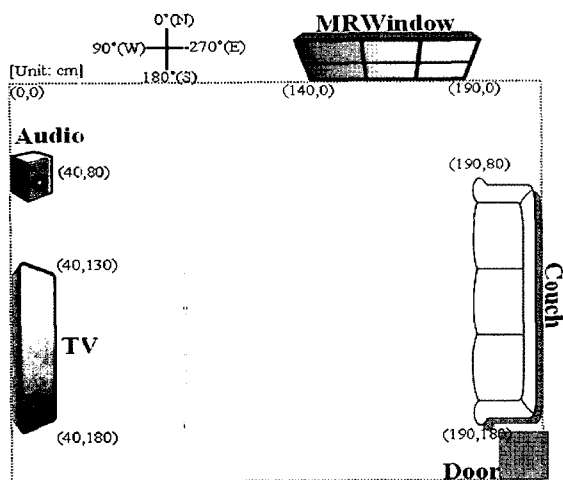 MRWindow
0°(N)
90°(W) 270°(E)
180°(S)
[Unit: cm]
(0,0) (140,0) (190,0)
Audio
(40,80)
(190,80)
(40,130)
Couch
TV
(40,180)
(190,180)
Door